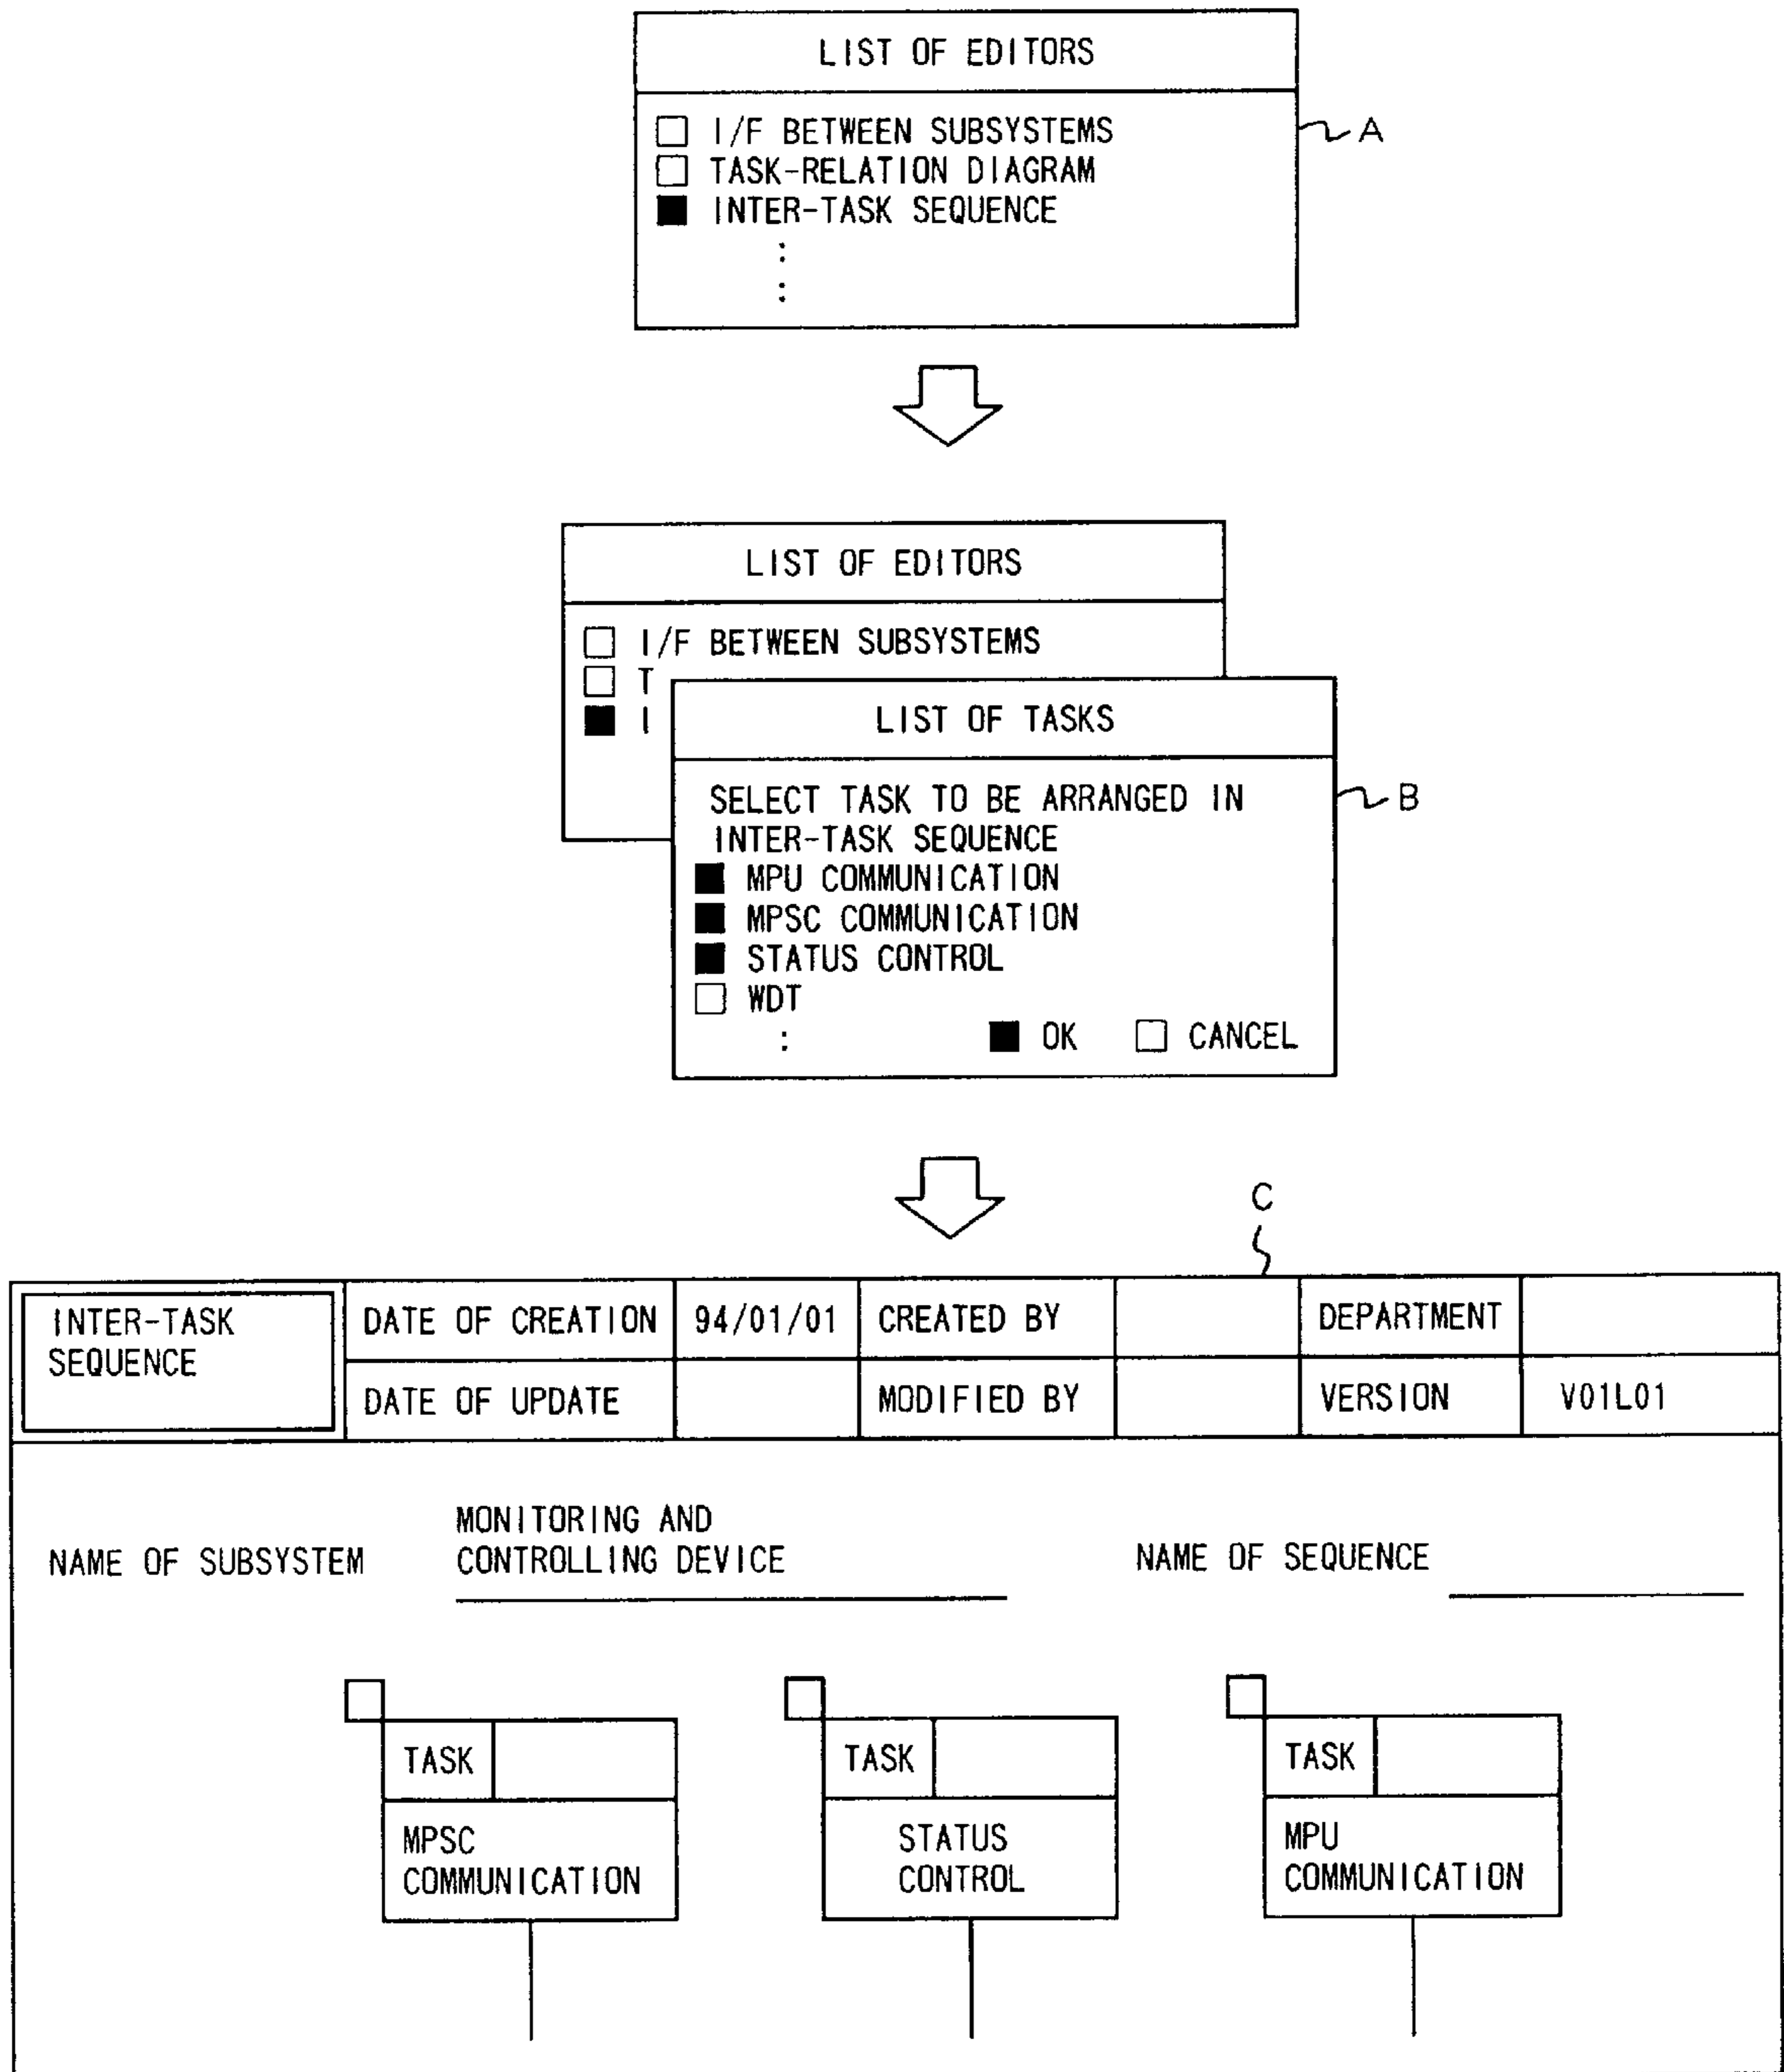 LIST OF EDITORS
I/F BETWEEN SUBSYSTEMS
A
TASK-RELATION DIAGRAM
INTER-TASK SEQUENCE
:
:
LIST OF EDITORS
I/F BETWEEN SUBSYSTEMS
T
I
LIST OF TASKS
SELECT TASK TO BE ARRANGED IN
INTER-TASK SEQUENCE
B
MPU COMMUNICATION
MPSC COMMUNICATION
STATUS CONTROL
WDT
: OK CANCEL
C
INTER-TASK
SEQUENCE
DATE OF CREATION 94/01/01 CREATED BY DEPARTMENT
DATE OF UPDATE MODIFIED BY VERSION V01L01
NAME OF SUBSYSTEM
MONITORING AND
CONTROLLING DEVICE
NAME OF SEQUENCE
TASK
MPSC
COMMUNICATION
TASK
STATUS
CONTROL
TASK
MPU
COMMUNICATION